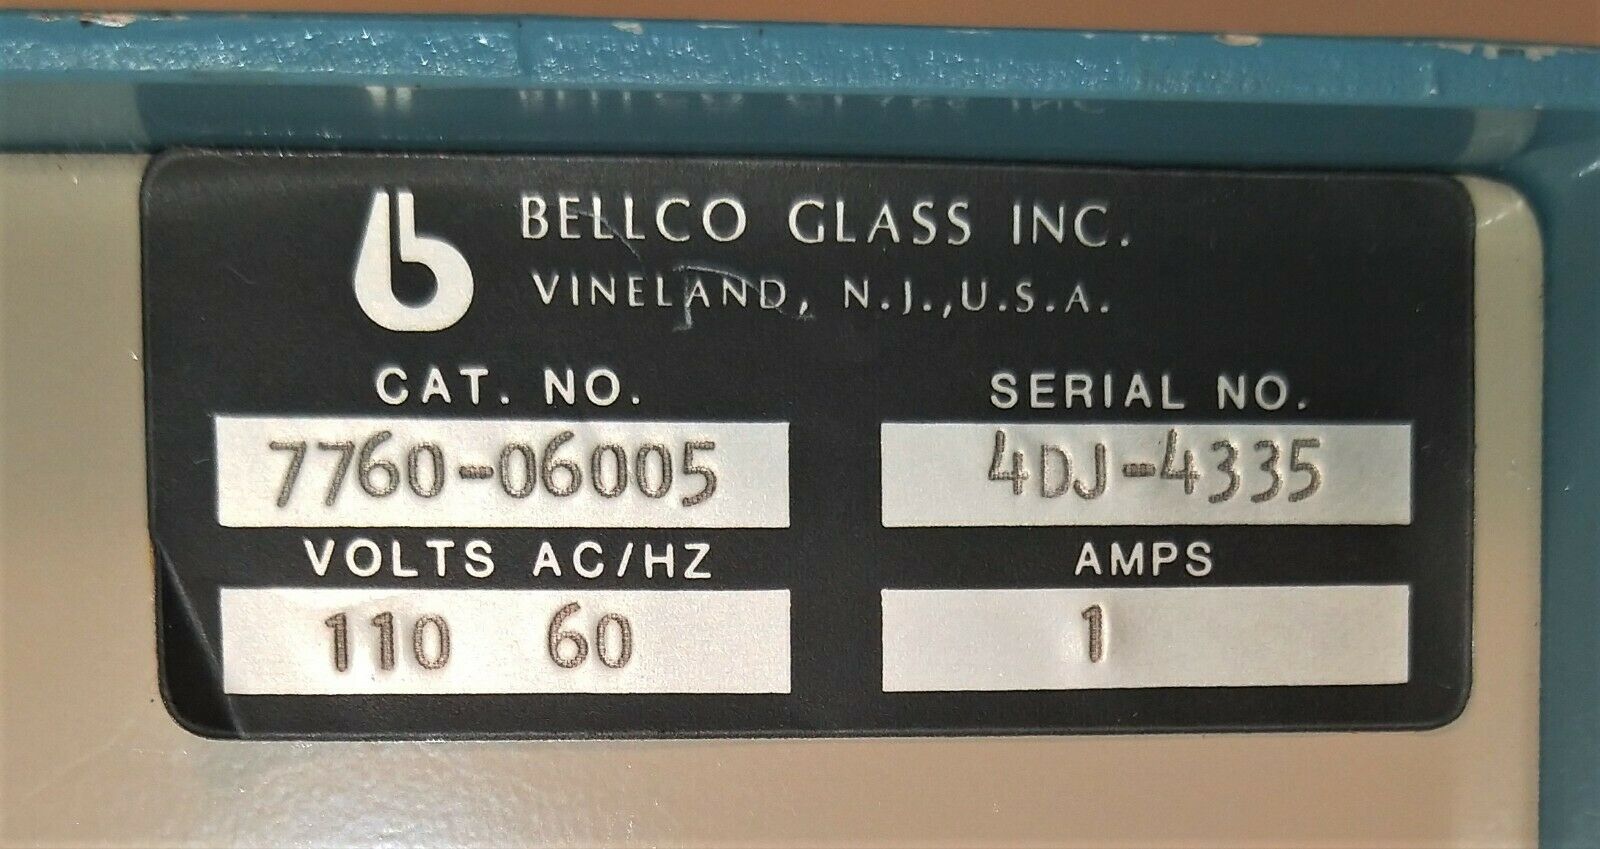 BELLCO GLASS INC.
VINELAND, N.J., U.S.A.
CAT. NO. SERIAL NO.
7760-06005 4DJ-4335
VOLTS AC/HZ AMPS
110 60 1